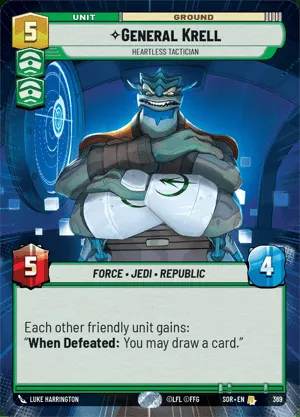 UNIT GROUND
5 ✧GENERAL KRELL
HEARTLESS TACTICIAN
5 4
FORCE • JEDI • REPUBLIC
Each other friendly unit gains:
“When Defeated: You may draw a card.”
LUKE HARRINGTON ©LFL ©FFG SOR • EN 369